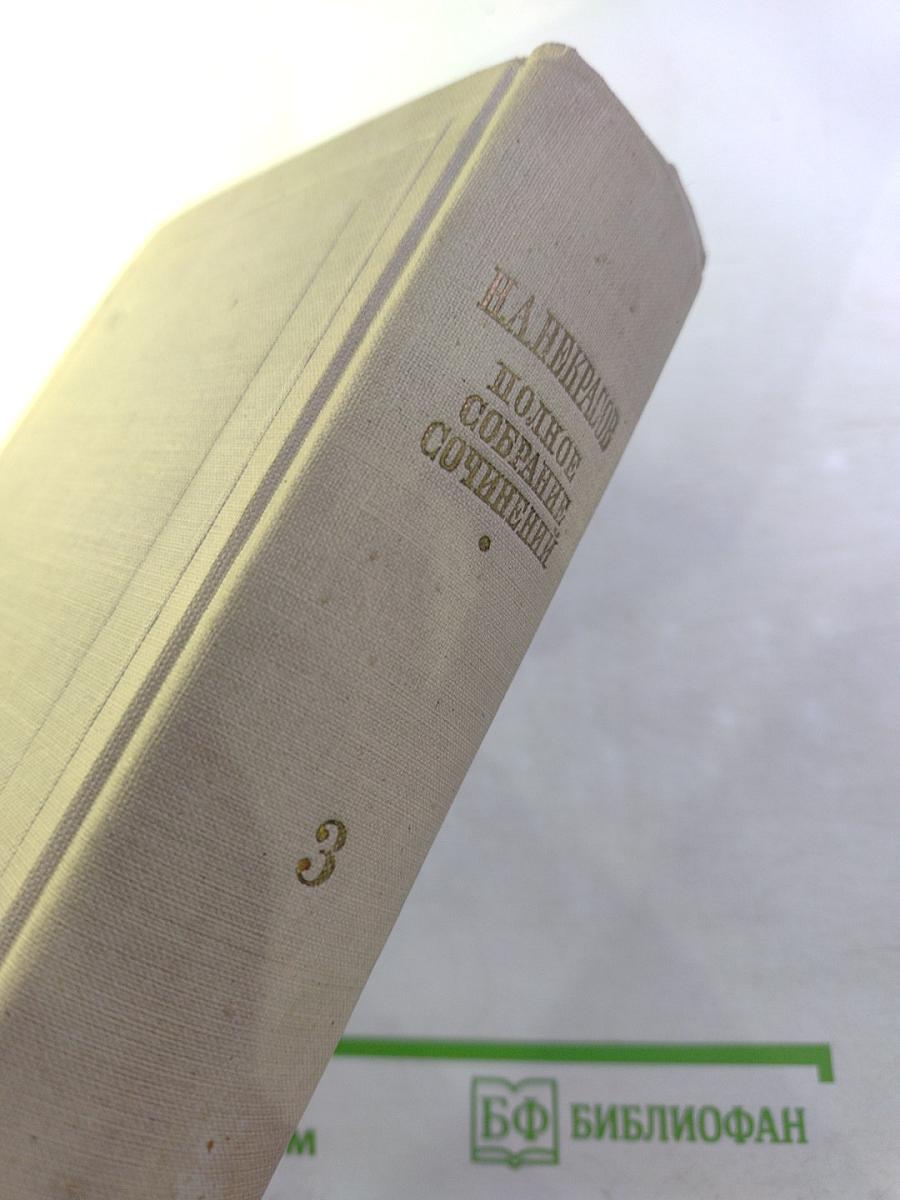 Н.А.НЕКРАСОВ
ПОЛНОЕ
СОБРАНИЕ
СОЧИНЕНИЙ
3
БФ БИБЛИОФАН